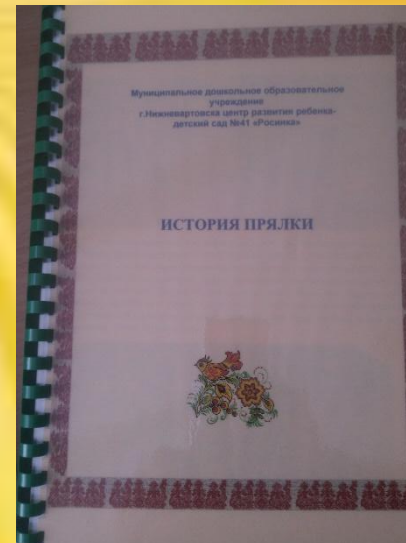 Муниципальное дошкольное образовательное
учреждение
г.Нижневартовска центр развития ребенка-
детский сад №41 «Росинка»
ИСТОРИЯ ПРЯЛКИ